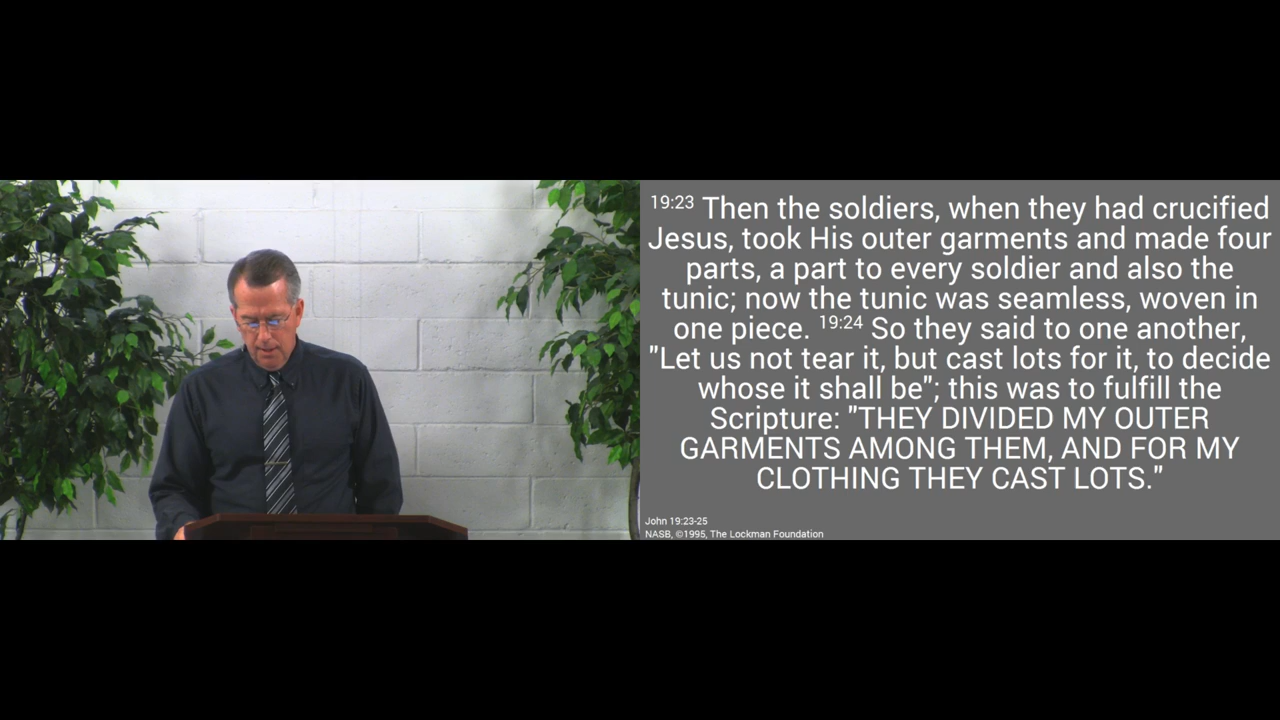 19:23 Then the soldiers, when they had crucified
Jesus, took His outer garments and made four
parts, a part to every soldier and also the
tunic; now the tunic was seamless, woven in
one piece. 19:24 So they said to one another,
"Let us not tear it, but cast lots for it, to decide
whose it shall be"; this was to fulfill the
Scripture: "THEY DIVIDED MY OUTER
GARMENTS AMONG THEM, AND FOR MY
CLOTHING THEY CAST LOTS."
John 19:23-25
NASB, ©1995, The Lockman Foundation